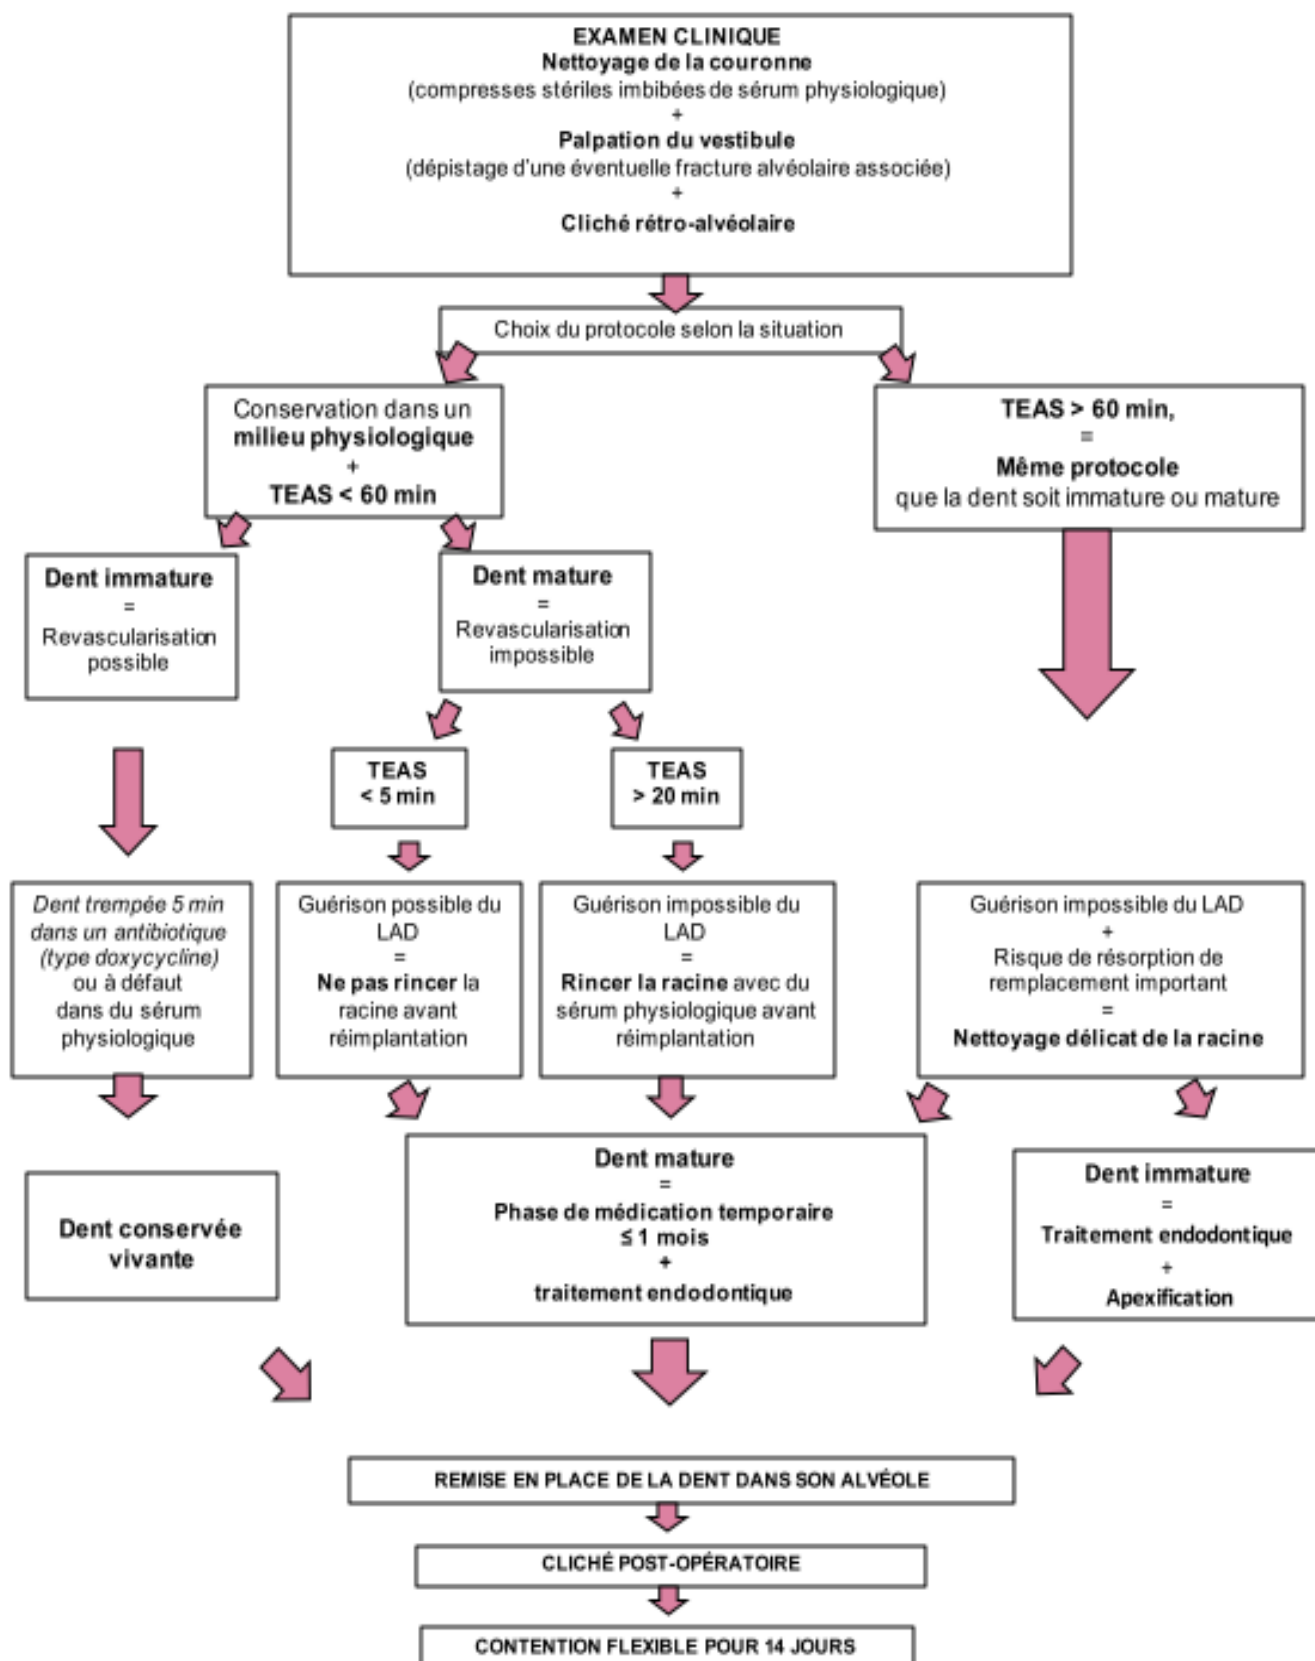 EXAMEN CLINIQUE
Nettoyage de la couronne
(compresses stériles imbibées de sérum physiologique)
+
Palpation du vestibule
(dépistage d'une éventuelle fracture alvéolaire associée)
+
Cliché rétro-alvéolaire
Choix du protocole selon la situation
Conservation dans un
milieu physiologique
+
TEAS < 60 min
TEAS > 60 min,
=
Même protocole
que la dent soit immature ou mature
Dent immature
=
Revascularisation
possible
Dent mature
=
Revascularisation
impossible
TEAS
< 5 min
TEAS
> 20 min
Dent trempée 5 min
dans un antibiotique
(type doxycycline)
ou à défaut
dans du sérum
physiologique
Guérison possible du
LAD
=
Ne pas rincer la
racine avant
réimplantation
Guérison impossible du
LAD
=
Rincer la racine avec du
sérum physiologique avant
réimplantation
Guérison impossible du LAD
+
Risque de résorption de
remplacement important
=
Nettoyage délicat de la racine
Dent conservée
vivante
Dent mature
=
Phase de médication temporaire
≤ 1 mois
+
traitement endodontique
Dent immature
=
Traitement endodontique
+
Apexification
REMISE EN PLACE DE LA DENT DANS SON ALVÉOLE
CLICHÉ POST-OPÉRATOIRE
CONTENTION FLEXIBLE POUR 14 JOURS